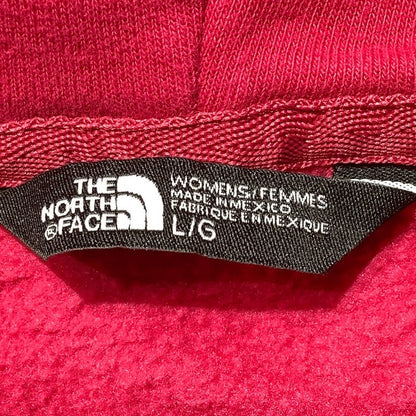 THE
NORTH
®FACE
WOMENS/FEMMES
MADE IN MEXICO
FABRIQUE EN MEXIQUE
L/G